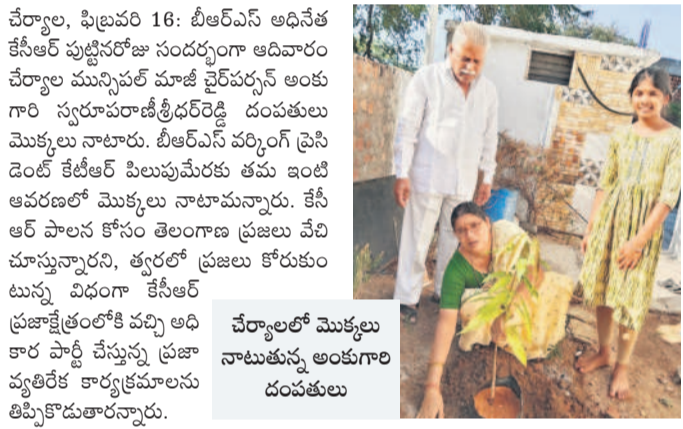 చేర్యాల, ఫిబ్రవరి 16: బీఆర్ఎస్ అధినేత
కేసీఆర్ పుట్టినరోజు సందర్భంగా ఆదివారం
చేర్యాల మున్సిపల్ మాజీ చైర్‌పర్సన్ అంకు
గారి స్వరూపరాణీశ్రీధర్‌రెడ్డి దంపతులు
మొక్కలు నాటారు. బీఆర్ఎస్ వర్కింగ్ ప్రెసి
డెంట్ కేటీఆర్ పిలుపుమేరకు తమ ఇంటి
ఆవరణలో మొక్కలు నాటామన్నారు. కేసీ
ఆర్ పాలన కోసం తెలంగాణ ప్రజలు వేచి
చూస్తున్నారని, త్వరలో ప్రజలు కోరుకుం
టున్న విధంగా కేసీఆర్
ప్రజాక్షేత్రంలోకి వచ్చి అధి
కార పార్టీ చేస్తున్న ప్రజా
వ్యతిరేక కార్యక్రమాలను
తిప్పికొడుతారన్నారు.
చేర్యాలలో మొక్కలు
నాటుతున్న అంకుగారి
దంపతులు